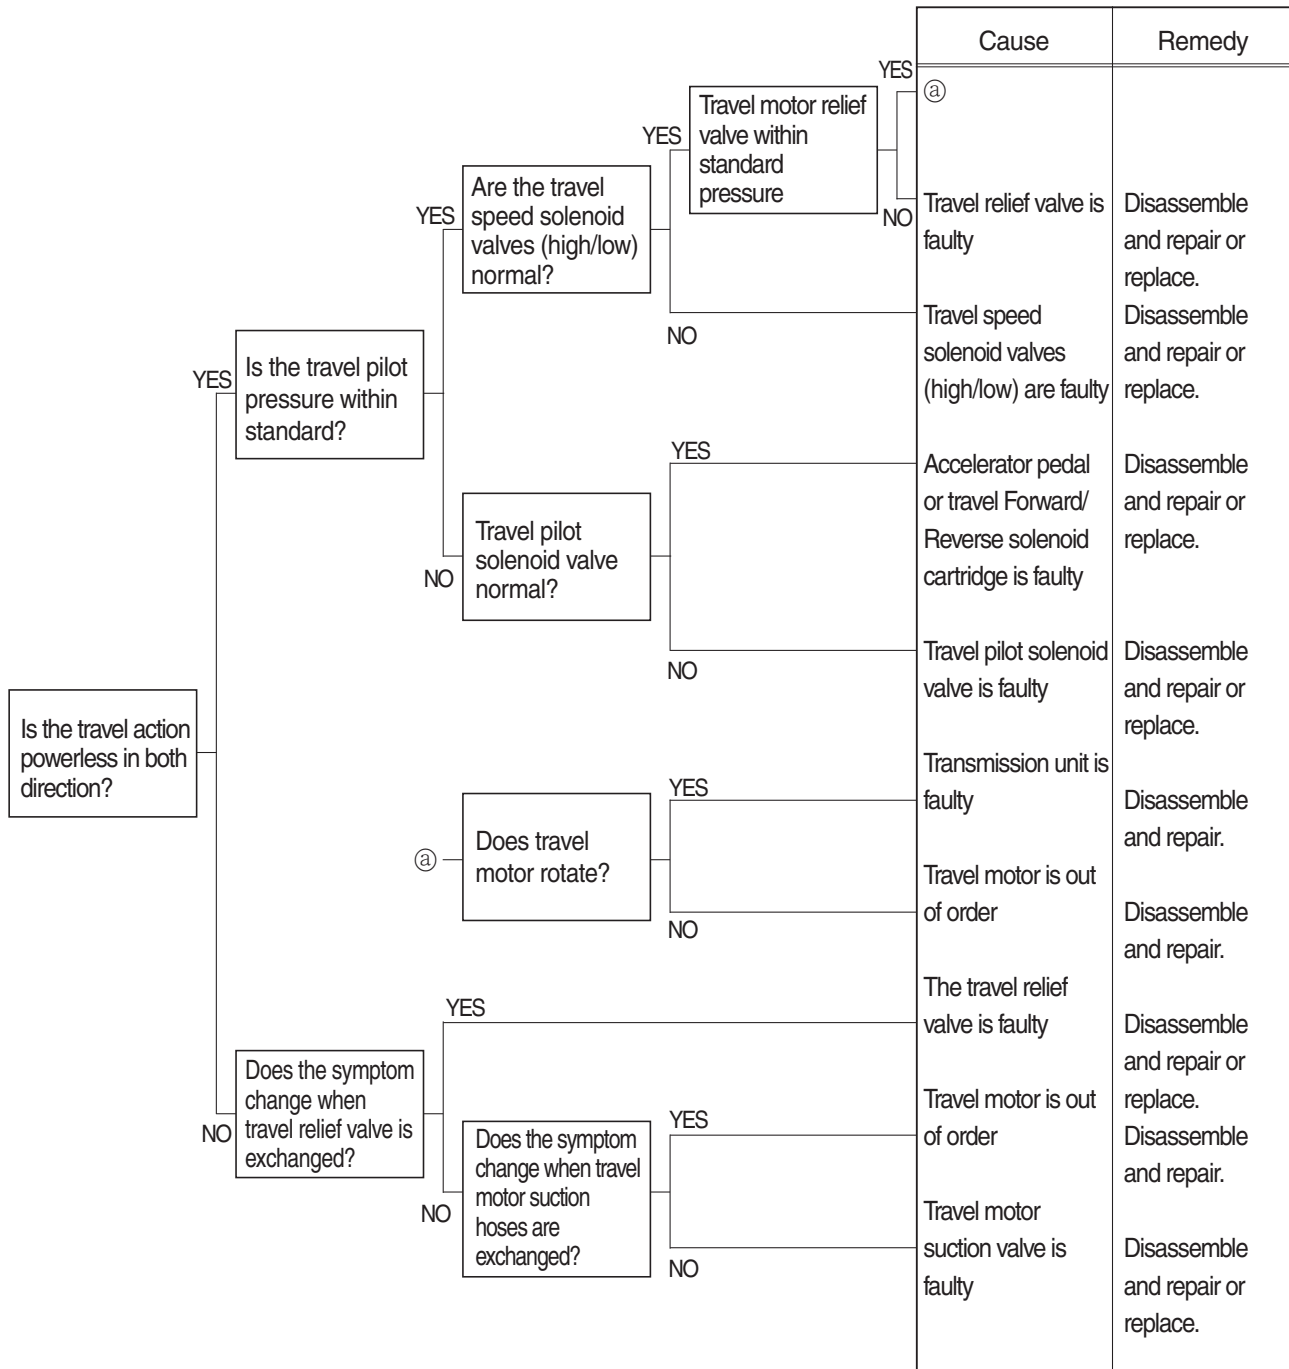 Cause
Remedy
YES
ⓐ
Travel motor relief
valve within
standard
pressure
YES
NO
Travel relief valve is
faulty
Disassemble
and repair or
replace.
Are the travel
speed solenoid
valves (high/low)
normal?
YES
NO
Travel speed
solenoid valves
(high/low) are faulty
Disassemble
and repair or
replace.
YES
Is the travel pilot
pressure within
standard?
YES
Accelerator pedal
or travel Forward/
Reverse solenoid
cartridge is faulty
Disassemble
and repair or
replace.
NO
Travel pilot
solenoid valve
normal?
NO
Travel pilot solenoid
valve is faulty
Disassemble
and repair or
replace.
Is the travel action
powerless in both
direction?
YES
Transmission unit is
faulty
Disassemble
and repair.
ⓐ
Does travel
motor rotate?
NO
Travel motor is out
of order
Disassemble
and repair.
YES
The travel relief
valve is faulty
Disassemble
and repair or
replace.
NO
Does the symptom
change when
travel relief valve is
exchanged?
YES
Travel motor is out
of order
Disassemble
and repair.
NO
Does the symptom
change when travel
motor suction
hoses are
exchanged?
NO
Travel motor
suction valve is
faulty
Disassemble
and repair or
replace.